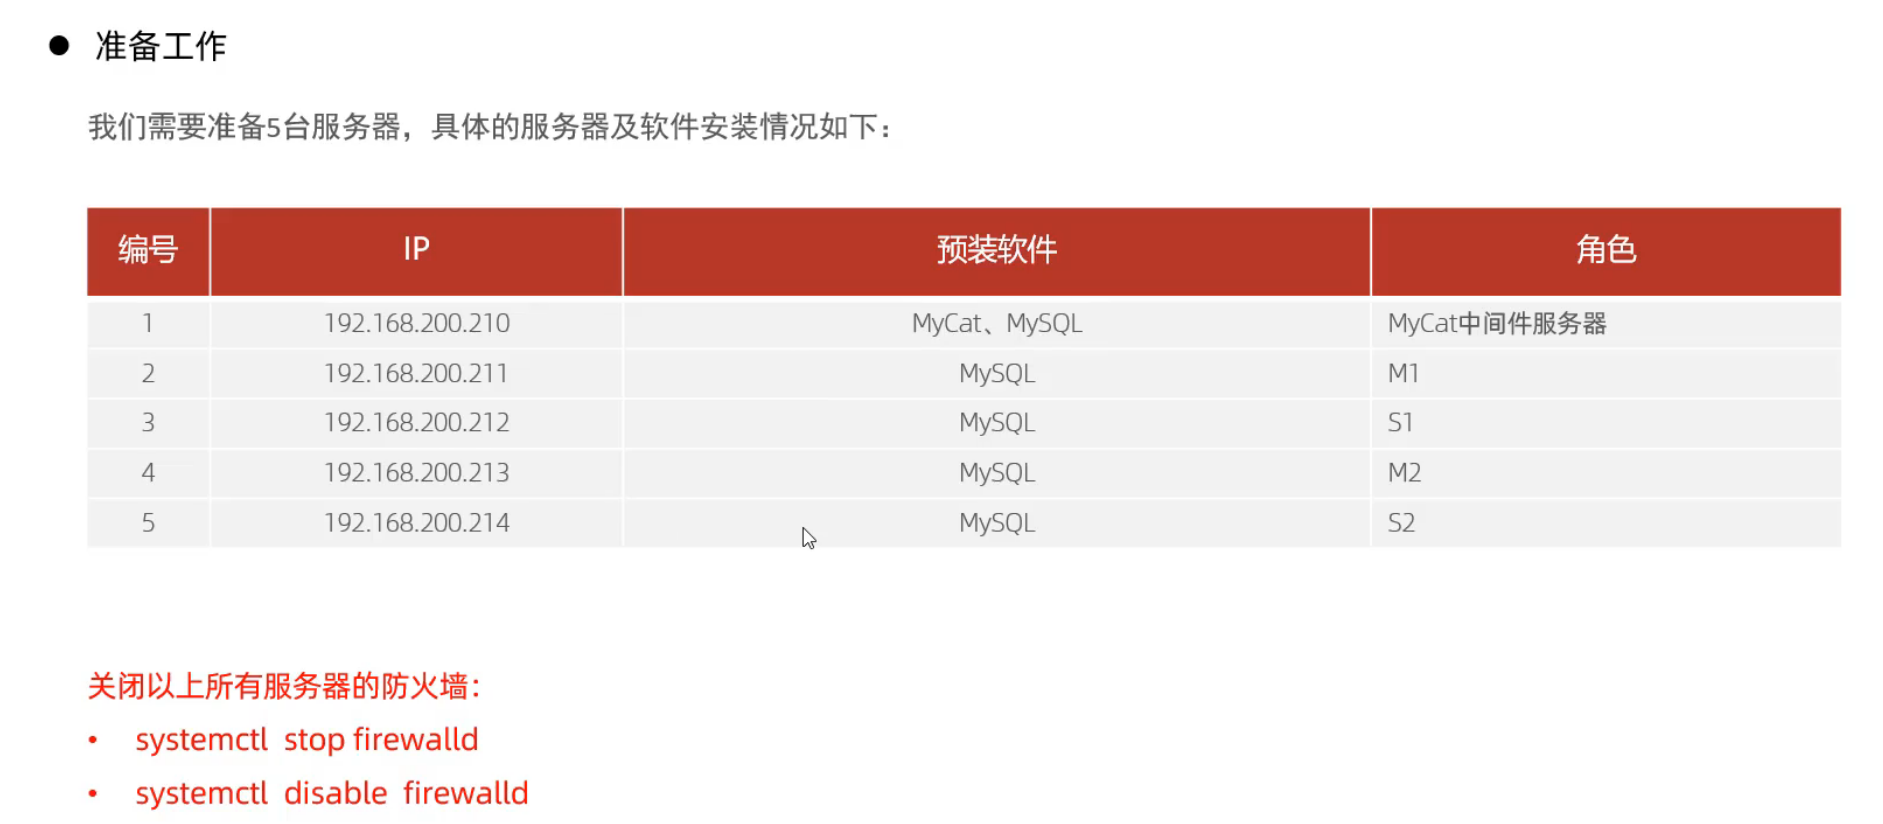 ● 准备工作
我们需要准备5台服务器，具体的服务器及软件安装情况如下：
编号 IP 预装软件 角色
1 192.168.200.210 MyCat、MySQL MyCat中间件服务器
2 192.168.200.211 MySQL M1
3 192.168.200.212 MySQL S1
4 192.168.200.213 MySQL M2
5 192.168.200.214 MySQL S2
关闭以上所有服务器的防火墙：
• systemctl stop firewalld
• systemctl disable firewalld